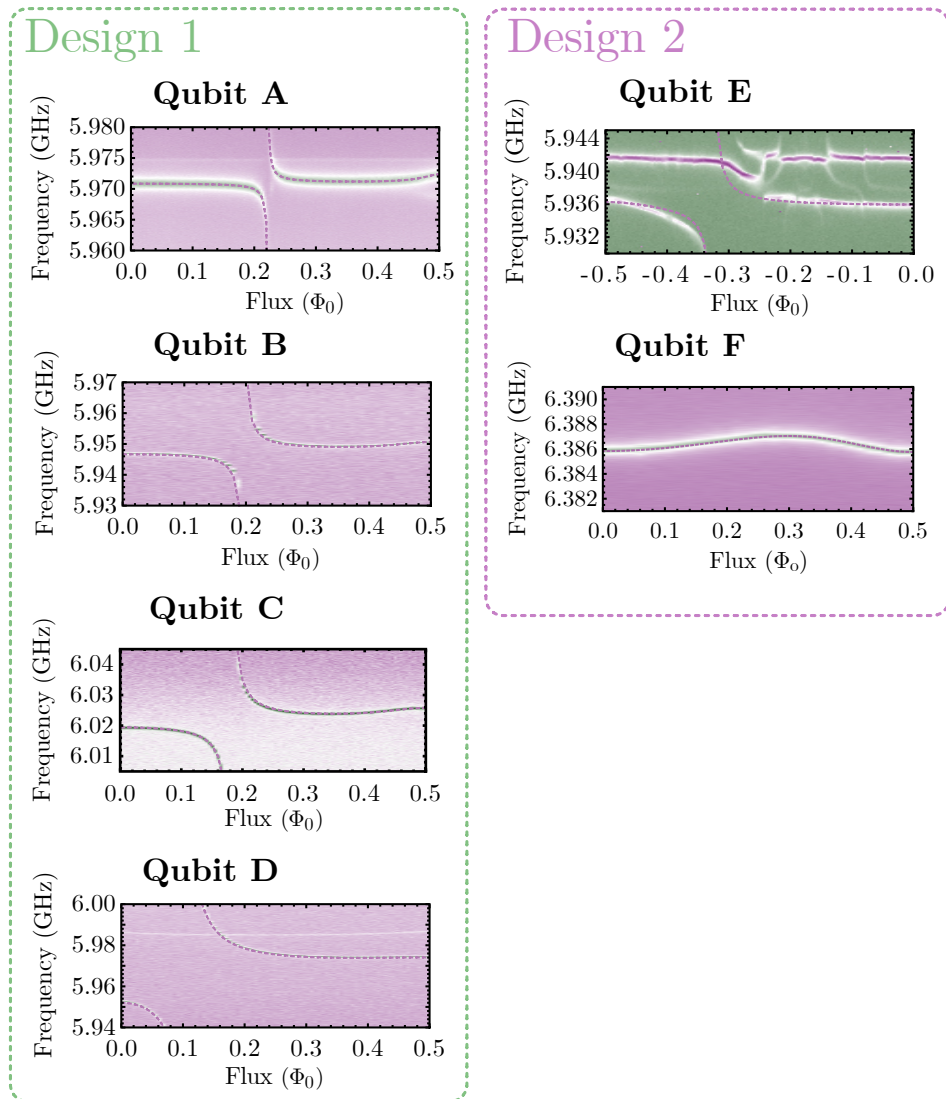 Design 1
Qubit A
Frequency (GHz)
5.980
5.975
5.970
5.965
5.960
0.0 0.1 0.2 0.3 0.4 0.5
Flux (Φ0)
Qubit B
Frequency (GHz)
5.97
5.96
5.95
5.94
5.93
0.0 0.1 0.2 0.3 0.4 0.5
Flux (Φ0)
Qubit C
Frequency (GHz)
6.04
6.03
6.02
6.01
0.0 0.1 0.2 0.3 0.4 0.5
Flux (Φ0)
Qubit D
Frequency (GHz)
6.00
5.98
5.96
5.94
0.0 0.1 0.2 0.3 0.4 0.5
Flux (Φ0)
Design 2
Qubit E
Frequency (GHz)
5.944
5.940
5.936
5.932
-0.5 -0.4 -0.3 -0.2 -0.1 0.0
Flux (Φ0)
Qubit F
Frequency (GHz)
6.390
6.388
6.386
6.384
6.382
0.0 0.1 0.2 0.3 0.4 0.5
Flux (Φo)